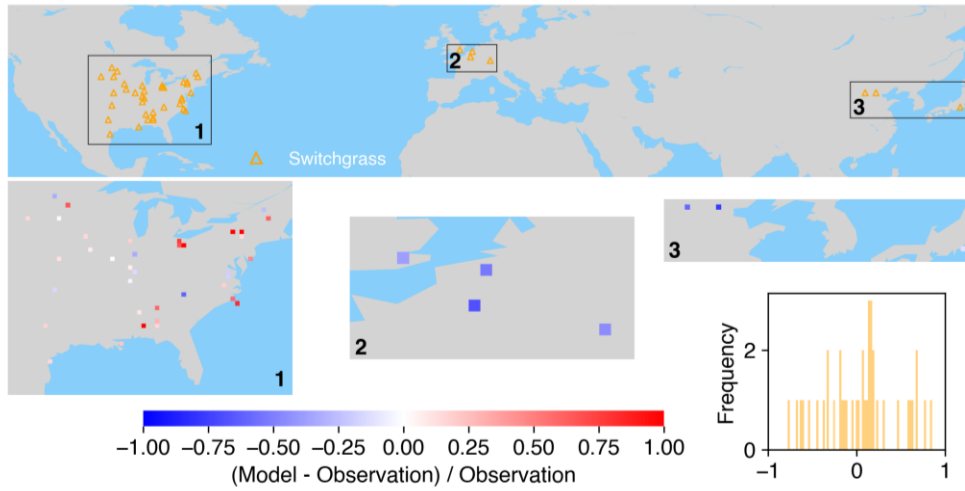 2
3
1
Switchgrass
3
2
1
Frequency
2
0
−1 0 1
−1.00 −0.75 −0.50 −0.25 0.00 0.25 0.50 0.75 1.00
(Model - Observation) / Observation